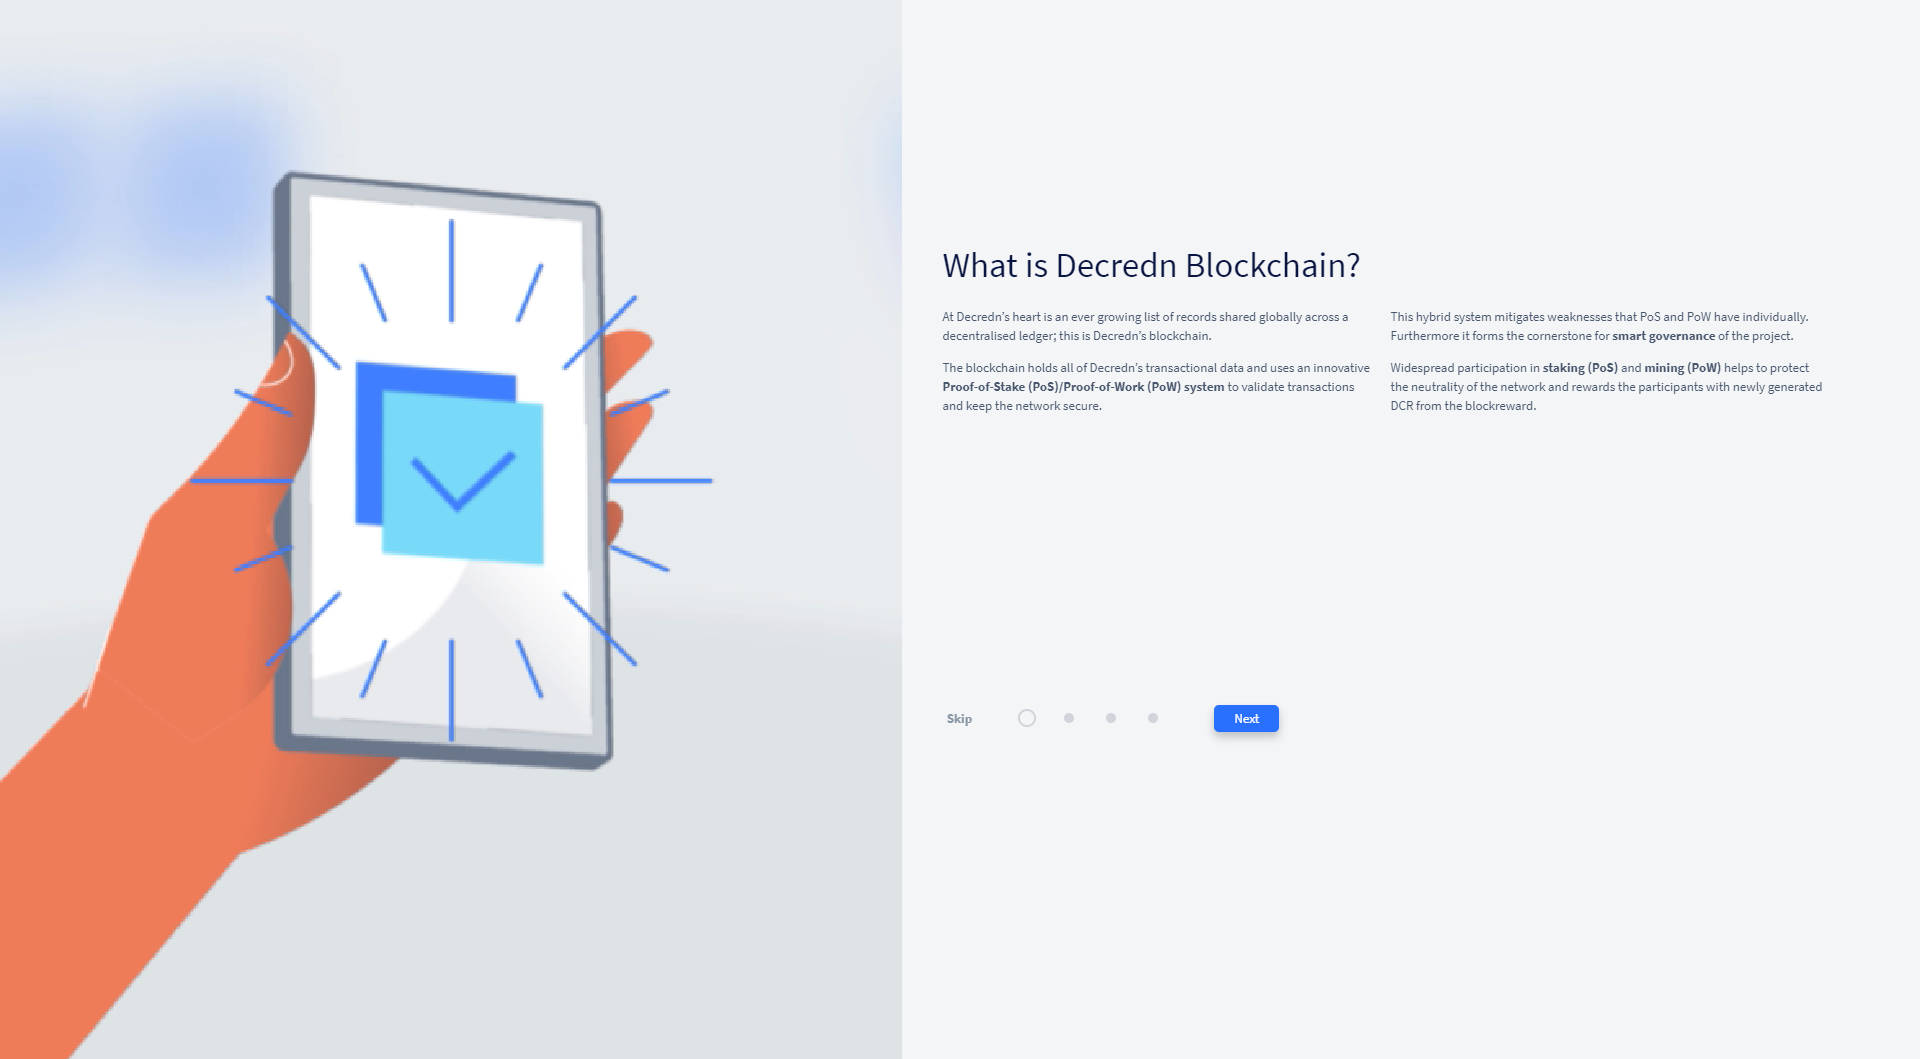 What is Decredn Blockchain?
At Decredn’s heart is an ever growing list of records shared globally across a
decentralised ledger; this is Decredn’s blockchain.
The blockchain holds all of Decredn’s transactional data and uses an innovative
Proof-of-Stake (PoS)/Proof-of-Work (PoW) system to validate transactions
and keep the network secure.
This hybrid system mitigates weaknesses that PoS and PoW have individually.
Furthermore it forms the cornerstone for smart governance of the project.
Widespread participation in staking (PoS) and mining (PoW) helps to protect
the neutrality of the network and rewards the participants with newly generated
DCR from the blockreward.
Skip
Next